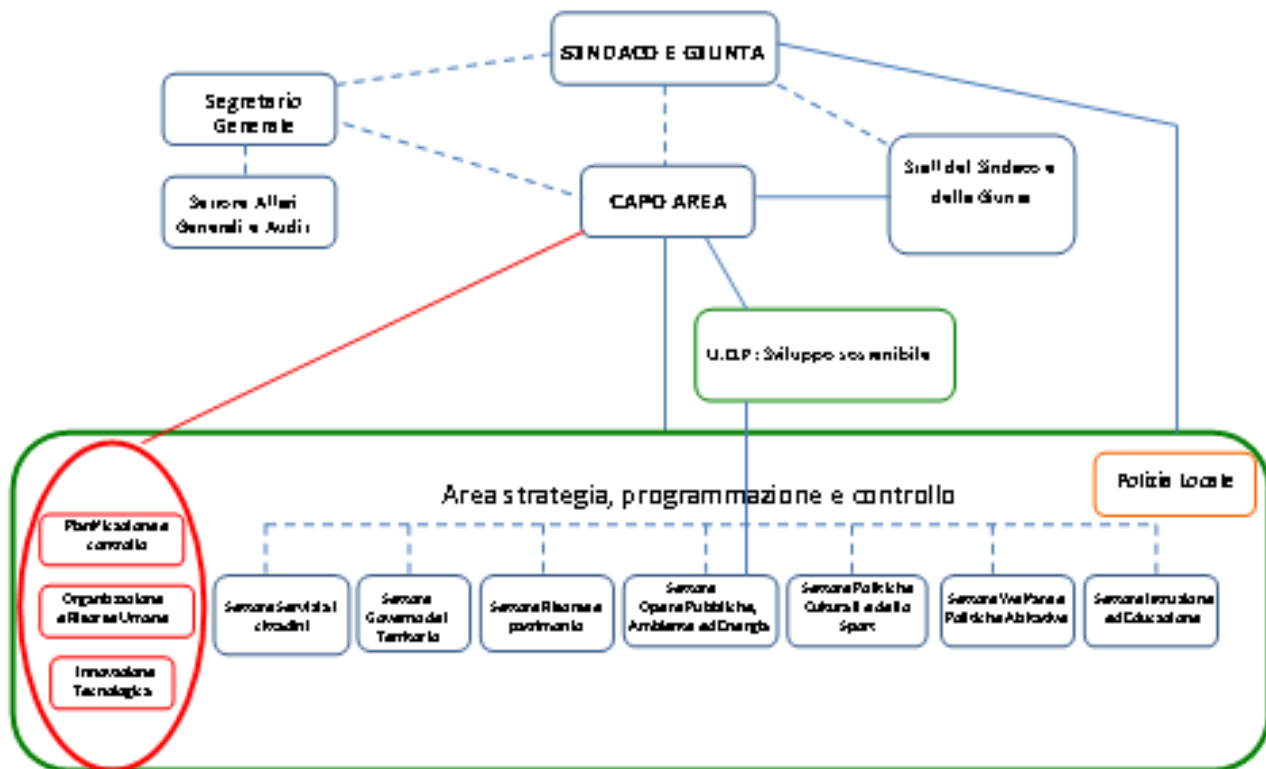 SINDACO E GIUNTA
Segretario
Generale
Staff del Sindaco e
della Giunta
CAPO AREA
Settore Affari
Generali e Audit
U.O.P: Sviluppo sostenibile
Area strategia, programmazione e controllo
Polizia Locale
Pianificazione e
controllo
Organizzazione
e Risorse Umane
Innovazione
Tecnologica
Settore Servizi ai
cittadini
Settore
Governo del
Territorio
Settore Risorse e
patrimonio
Settore
Opere Pubbliche,
Ambiente ed Energia
Settore Politiche
Culturali e dello
Sport
Settore Welfare e
Politiche Abitative
Settore Istruzione
ed Educazione